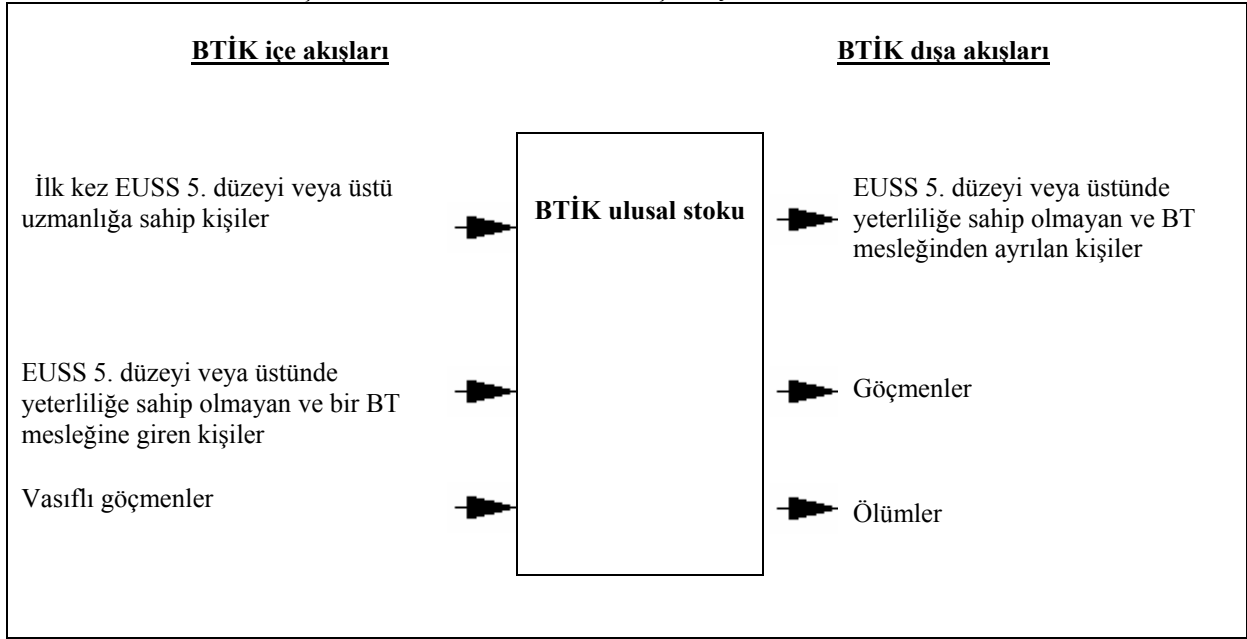 BTİK içe akışları
BTİK dışa akışları
İlk kez EUSS 5. düzeyi veya üstü
uzmanlığa sahip kişiler
EUSS 5. düzeyi veya üstünde
yeterliliğe sahip olmayan ve bir BT
mesleğine giren kişiler
Vasıflı göçmenler
BTİK ulusal stoku
EUSS 5. düzeyi veya üstünde
yeterliliğe sahip olmayan ve BT
mesleğinden ayrılan kişiler
Göçmenler
Ölümler